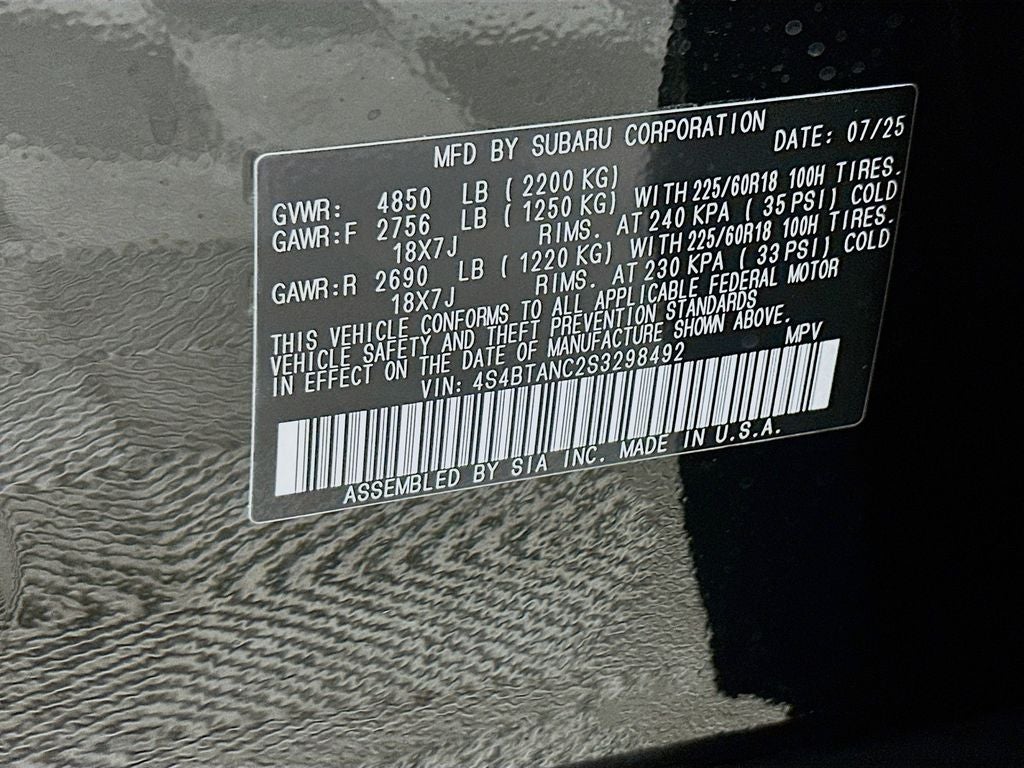 MFD BY SUBARU CORPORATION DATE: 07/25
GVWR: 4850 LB ( 2200 KG)
GAWR:F 2756 LB ( 1250 KG) WITH 225/60R18 100H TIRES.
18X7J RIMS. AT 240 KPA ( 35 PSI) COLD
GAWR:R 2690 LB ( 1220 KG) WITH 225/60R18 100H TIRES.
18X7J RIMS. AT 230 KPA ( 33 PSI) COLD
THIS VEHICLE CONFORMS TO ALL APPLICABLE FEDERAL MOTOR
VEHICLE SAFETY AND THEFT PREVENTION STANDARDS
IN EFFECT ON THE DATE OF MANUFACTURE SHOWN ABOVE.
VIN: 4S4BTANC2S3298492 MPV
ASSEMBLED BY SIA INC. MADE IN U.S.A.